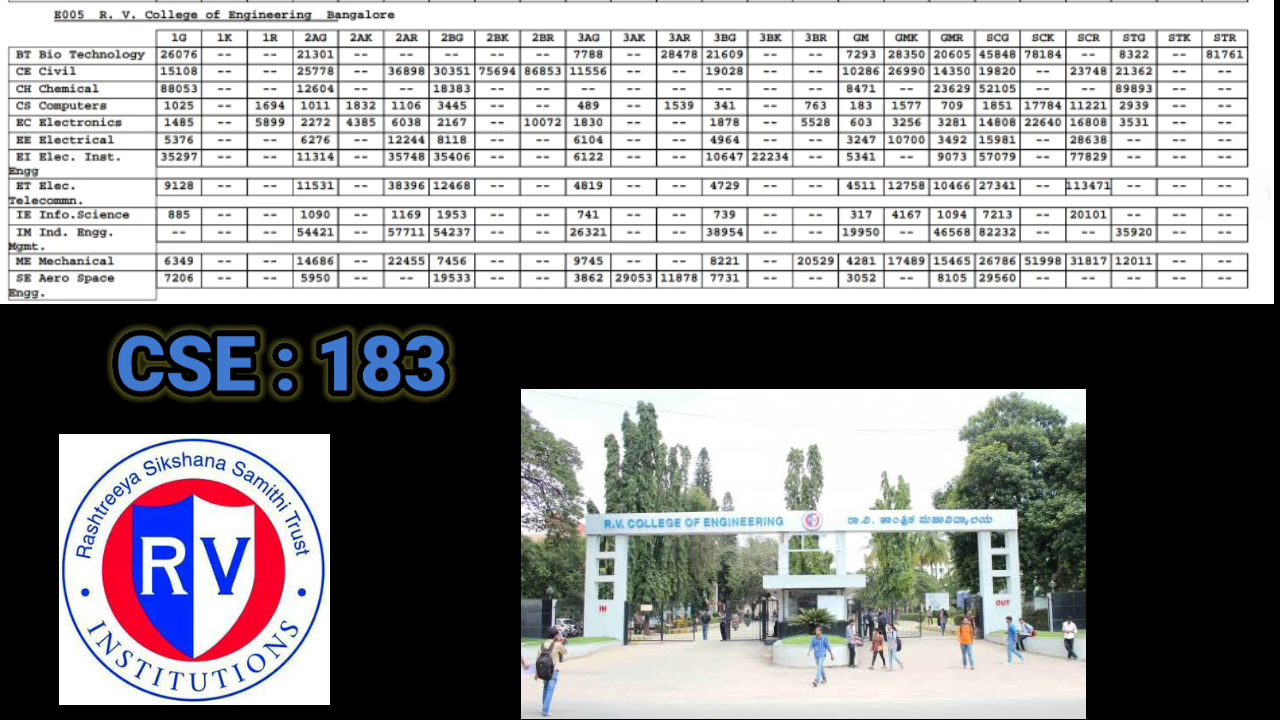 E005 R. V. College of Engineering Bangalore
1G 1K 1R 2AG 2AK 2AR 2BG 2BK 2BR 3AG 3AK 3AR 3BG 3BK 3BR GM GMK GMR SCG SCK SCR STG STK STR
BT Bio Technology 26076 -- -- 21301 -- -- -- -- -- 7788 -- 28478 21609 -- -- 7293 28350 20605 45848 78184 -- 8322 -- 81761
CE Civil 15108 -- -- 25778 -- 36898 30351 75694 86853 11556 -- -- 19028 -- -- 10286 26990 14350 19820 -- 23748 21362 -- --
CH Chemical 88053 -- -- 12604 -- -- 18383 -- -- -- -- -- -- -- -- 8471 -- 23629 52105 -- -- 89893 -- --
CS Computers 1025 -- 1694 1011 1832 1106 3445 -- -- 489 -- 1539 341 -- 763 183 1577 709 1851 17784 11221 2939 -- --
EC Electronics 1485 -- 5899 2272 4385 6038 2167 -- 10072 1830 -- -- 1878 -- 5528 603 3256 3281 14808 22640 16808 3531 -- --
EE Electrical 5376 -- -- 6276 -- 12244 8118 -- -- 6104 -- -- 4964 -- -- 3247 10700 3492 15981 -- 28638 -- -- --
EI Elec. Inst. 35297 -- -- 11314 -- 35748 35406 -- -- 6122 -- -- 10647 22234 -- 5341 -- 9073 57079 -- 77829 -- -- --
Engg
ET Elec. 9128 -- -- 11531 -- 38396 12468 -- -- 4819 -- -- 4729 -- -- 4511 12758 10466 27341 -- 113471 -- -- --
Telecommn.
IE Info.Science 885 -- -- 1090 -- 1169 1953 -- -- 741 -- -- 739 -- -- 317 4167 1094 7213 -- 20101 -- -- --
IM Ind. Engg. -- -- -- 54421 -- 57711 54237 -- -- 26321 -- -- 38954 -- -- 19950 -- 46568 82232 -- -- 35920 -- --
Mgmt.
ME Mechanical 6349 -- -- 14686 -- 22455 7456 -- -- 9745 -- -- 8221 -- 20529 4281 17489 15465 26786 51998 31817 12011 -- --
SE Aero Space 7206 -- -- 5950 -- -- 19533 -- -- 3862 29053 11878 7731 -- -- 3052 -- 8105 29560 -- -- -- -- --
Engg.
CSE : 183
Rashtreeya Sikshana Samithi Trust
RV
INSTITUTIONS
R.V. COLLEGE OF ENGINEERING ರಾ.ವಿ. ತಾಂತ್ರಿಕ ಮಹಾವಿದ್ಯಾಲಯ
IN
OUT